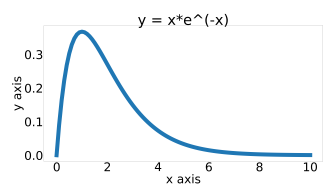 y = x*e^(-x)
y axis
0.3
0.2
0.1
0.0
0 2 4 6 8 10
x axis